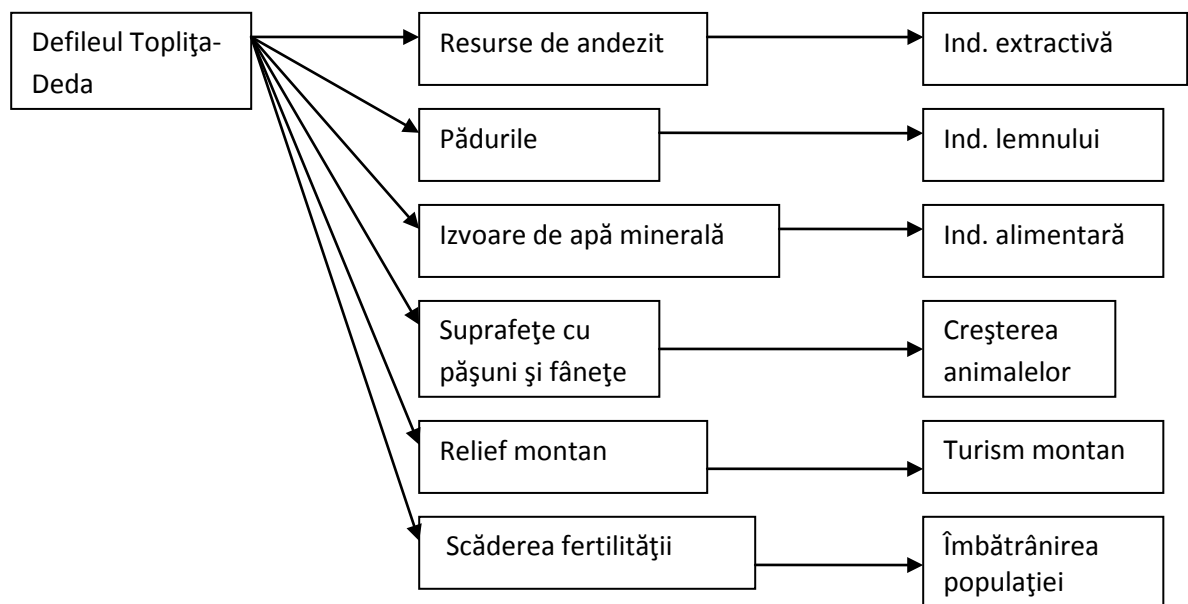 Defileul Topliţa-
Deda
Resurse de andezit
Ind. extractivă
Pădurile
Ind. lemnului
Izvoare de apă minerală
Ind. alimentară
Suprafeţe cu
păşuni şi fâneţe
Creşterea
animalelor
Relief montan
Turism montan
Scăderea fertilităţii
Îmbătrânirea
populaţiei